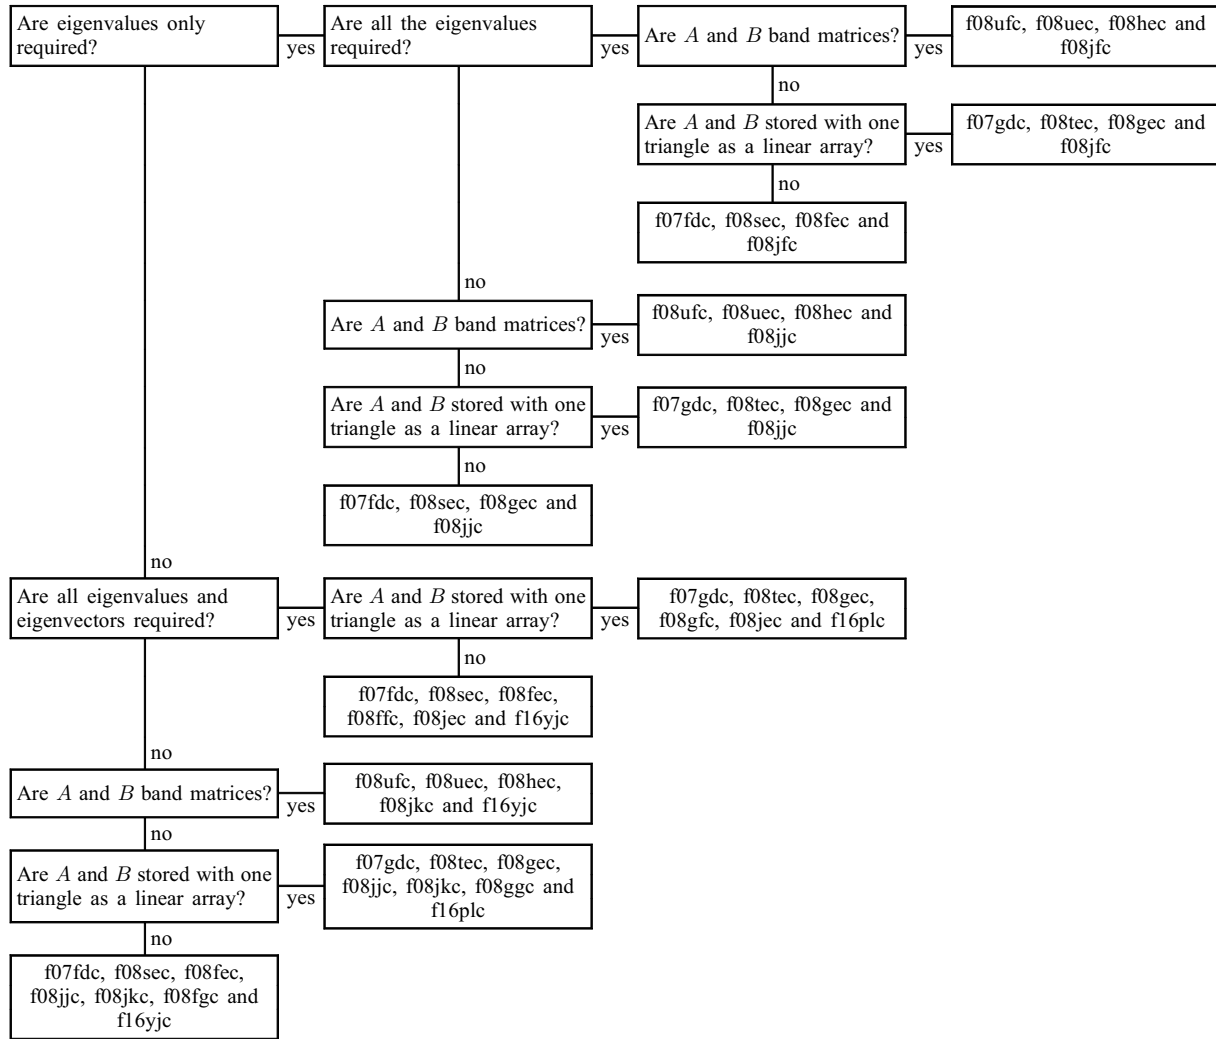 Are eigenvalues only
required?
yes
Are all the eigenvalues
required?
yes
Are A and B band matrices?
yes
f08ufc, f08uec, f08hec and
f08jfc
no
Are A and B stored with one
triangle as a linear array?
yes
f07gdc, f08tec, f08gec and
f08jfc
no
f07fdc, f08sec, f08fec and
f08jfc
no
Are A and B band matrices?
yes
f08ufc, f08uec, f08hec and
f08jjc
no
Are A and B stored with one
triangle as a linear array?
yes
f07gdc, f08tec, f08gec and
f08jjc
no
f07fdc, f08sec, f08gec and
f08jjc
no
Are all eigenvalues and
eigenvectors required?
yes
Are A and B stored with one
triangle as a linear array?
yes
f07gdc, f08tec, f08gec,
f08gfc, f08jec and f16plc
no
f07fdc, f08sec, f08fec,
f08ffc, f08jec and f16yjc
no
Are A and B band matrices?
yes
f08ufc, f08uec, f08hec,
f08jkc and f16yjc
no
Are A and B stored with one
triangle as a linear array?
yes
f07gdc, f08tec, f08gec,
f08jjc, f08jkc, f08ggc and
f16plc
no
f07fdc, f08sec, f08fec,
f08jjc, f08jkc, f08fgc and
f16yjc